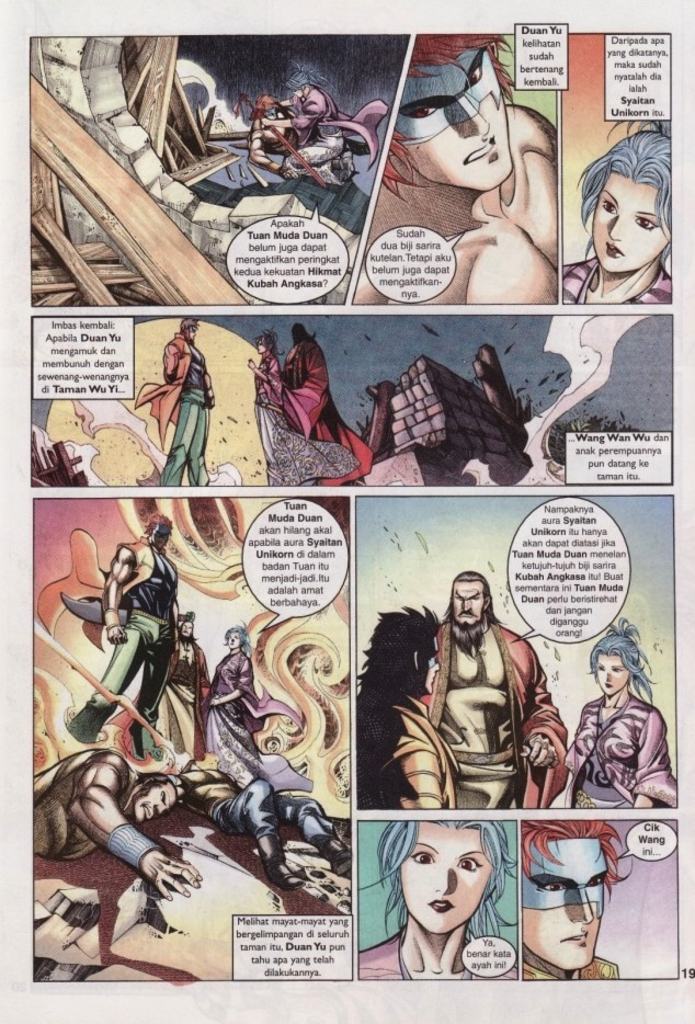 Duan Yu
kelihatan
sudah
bertenang
kembali.
Daripada apa
yang dikatanya,
maka sudah
nyatalah dia
ialah
Syaitan
Unikorn itu.
Apakah
Tuan Muda Duan
belum juga dapat
mengaktifkan peringkat
kedua kekuatan Hikmat
Kubah Angkasa?
Sudah
dua biji sarira
kutelan.Tetapi aku
belum juga dapat
mengaktifkan-
nya.
Imbas kembali:
Apabila Duan Yu
mengamuk dan
membunuh dengan
sewenang-wenangnya
di Taman Wu Yi...
...Wang Wan Wu dan
anak perempuannya
pun datang ke
taman itu.
Tuan
Muda Duan
akan hilang akal
apabila aura Syaitan
Unikorn di dalam
badan Tuan itu
menjadi-jadi.Itu
adalah amat
berbahaya.
Nampaknya
aura Syaitan
Unikorn itu hanya
akan dapat diatasi jika
Tuan Muda Duan menelan
ketujuh-tujuh biji sarira
Kubah Angkasa itu! Buat
sementara ini Tuan Muda
Duan perlu beristirehat
dan jangan
diganggu
orang!
Melihat mayat-mayat yang
bergelimpangan di seluruh
taman itu, Duan Yu pun
tahu apa yang telah
dilakukannya.
Ya,
benar kata
ayah ini!
Cik
Wang
ini...
19